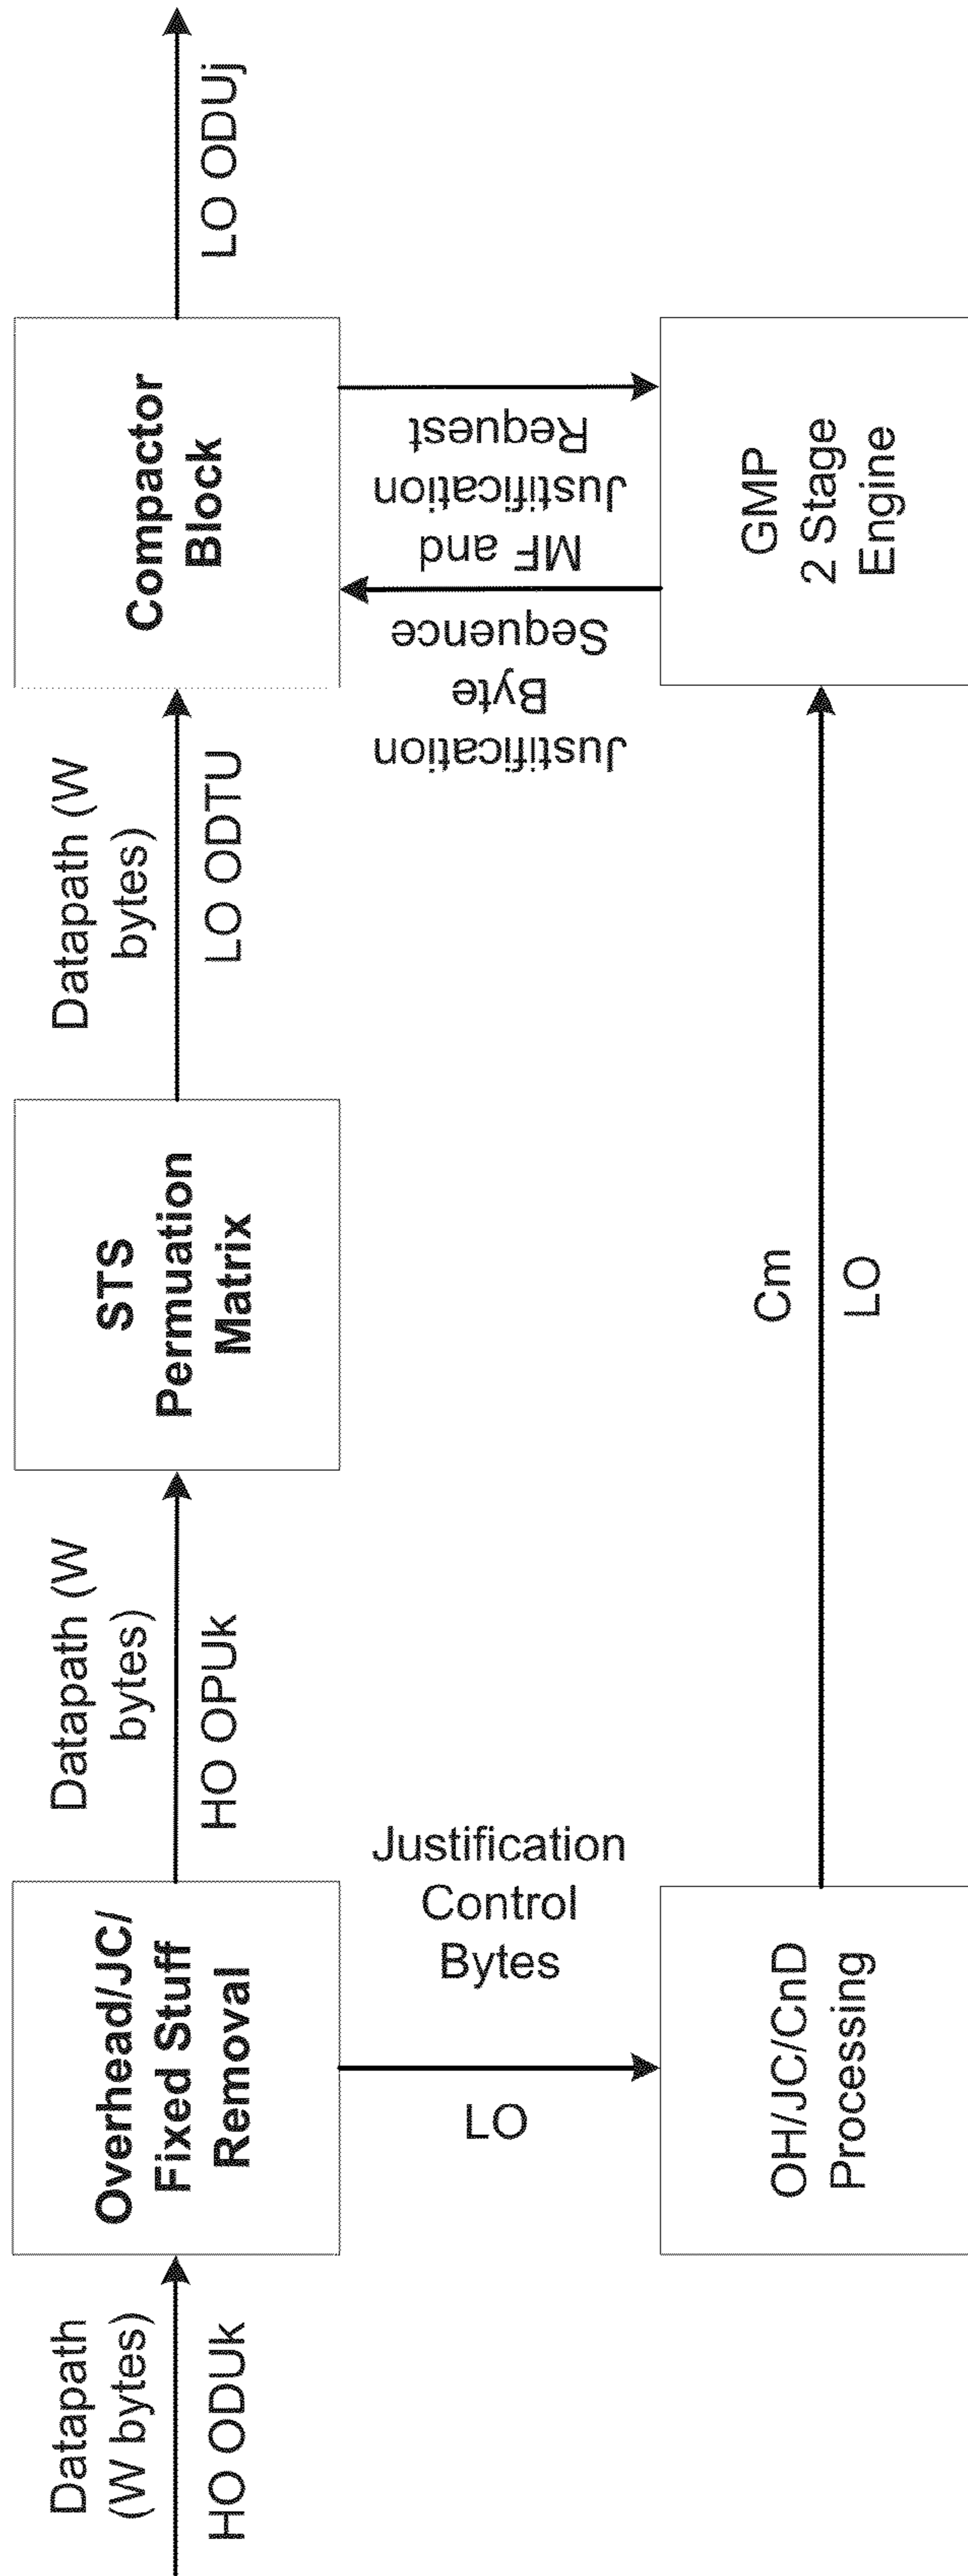 Datapath
(W bytes)
HO ODUk
Overhead/JC/
Fixed Stuff
Removal
Datapath (W
bytes)
HO OPUk
STS
Permuation
Matrix
Datapath (W
bytes)
LO ODTU
Compactor
Block
LO ODUj
LO
Justification
Control
Bytes
Justification
Byte
Sequence
MF and
Justification
Request
OH/JC/CnD
Processing
Cm
LO
GMP
2 Stage
Engine